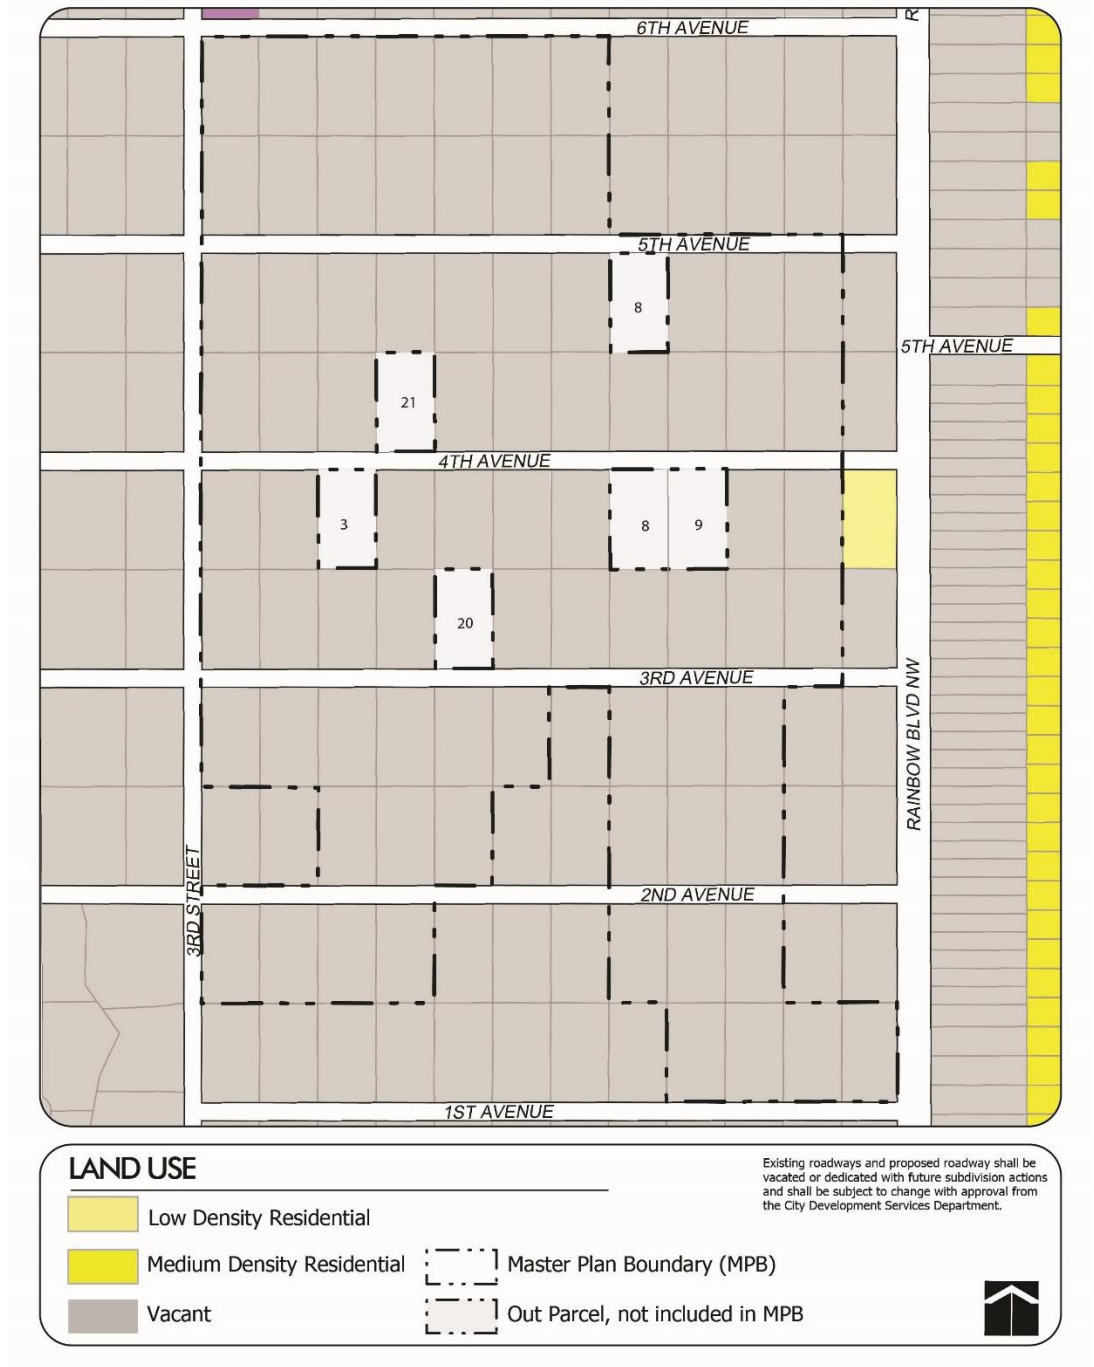 6TH AVENUE
R
5TH AVENUE
8
5TH AVENUE
21
4TH AVENUE
3
8
9
20
3RD AVENUE
RAINBOW BLVD NW
3RD STREET
2ND AVENUE
1ST AVENUE
LAND USE
Low Density Residential
Medium Density Residential
Vacant
Master Plan Boundary (MPB)
Out Parcel, not included in MPB
Existing roadways and proposed roadway shall be
vacated or dedicated with future subdivision actions
and shall be subject to change with approval from
the City Development Services Department.